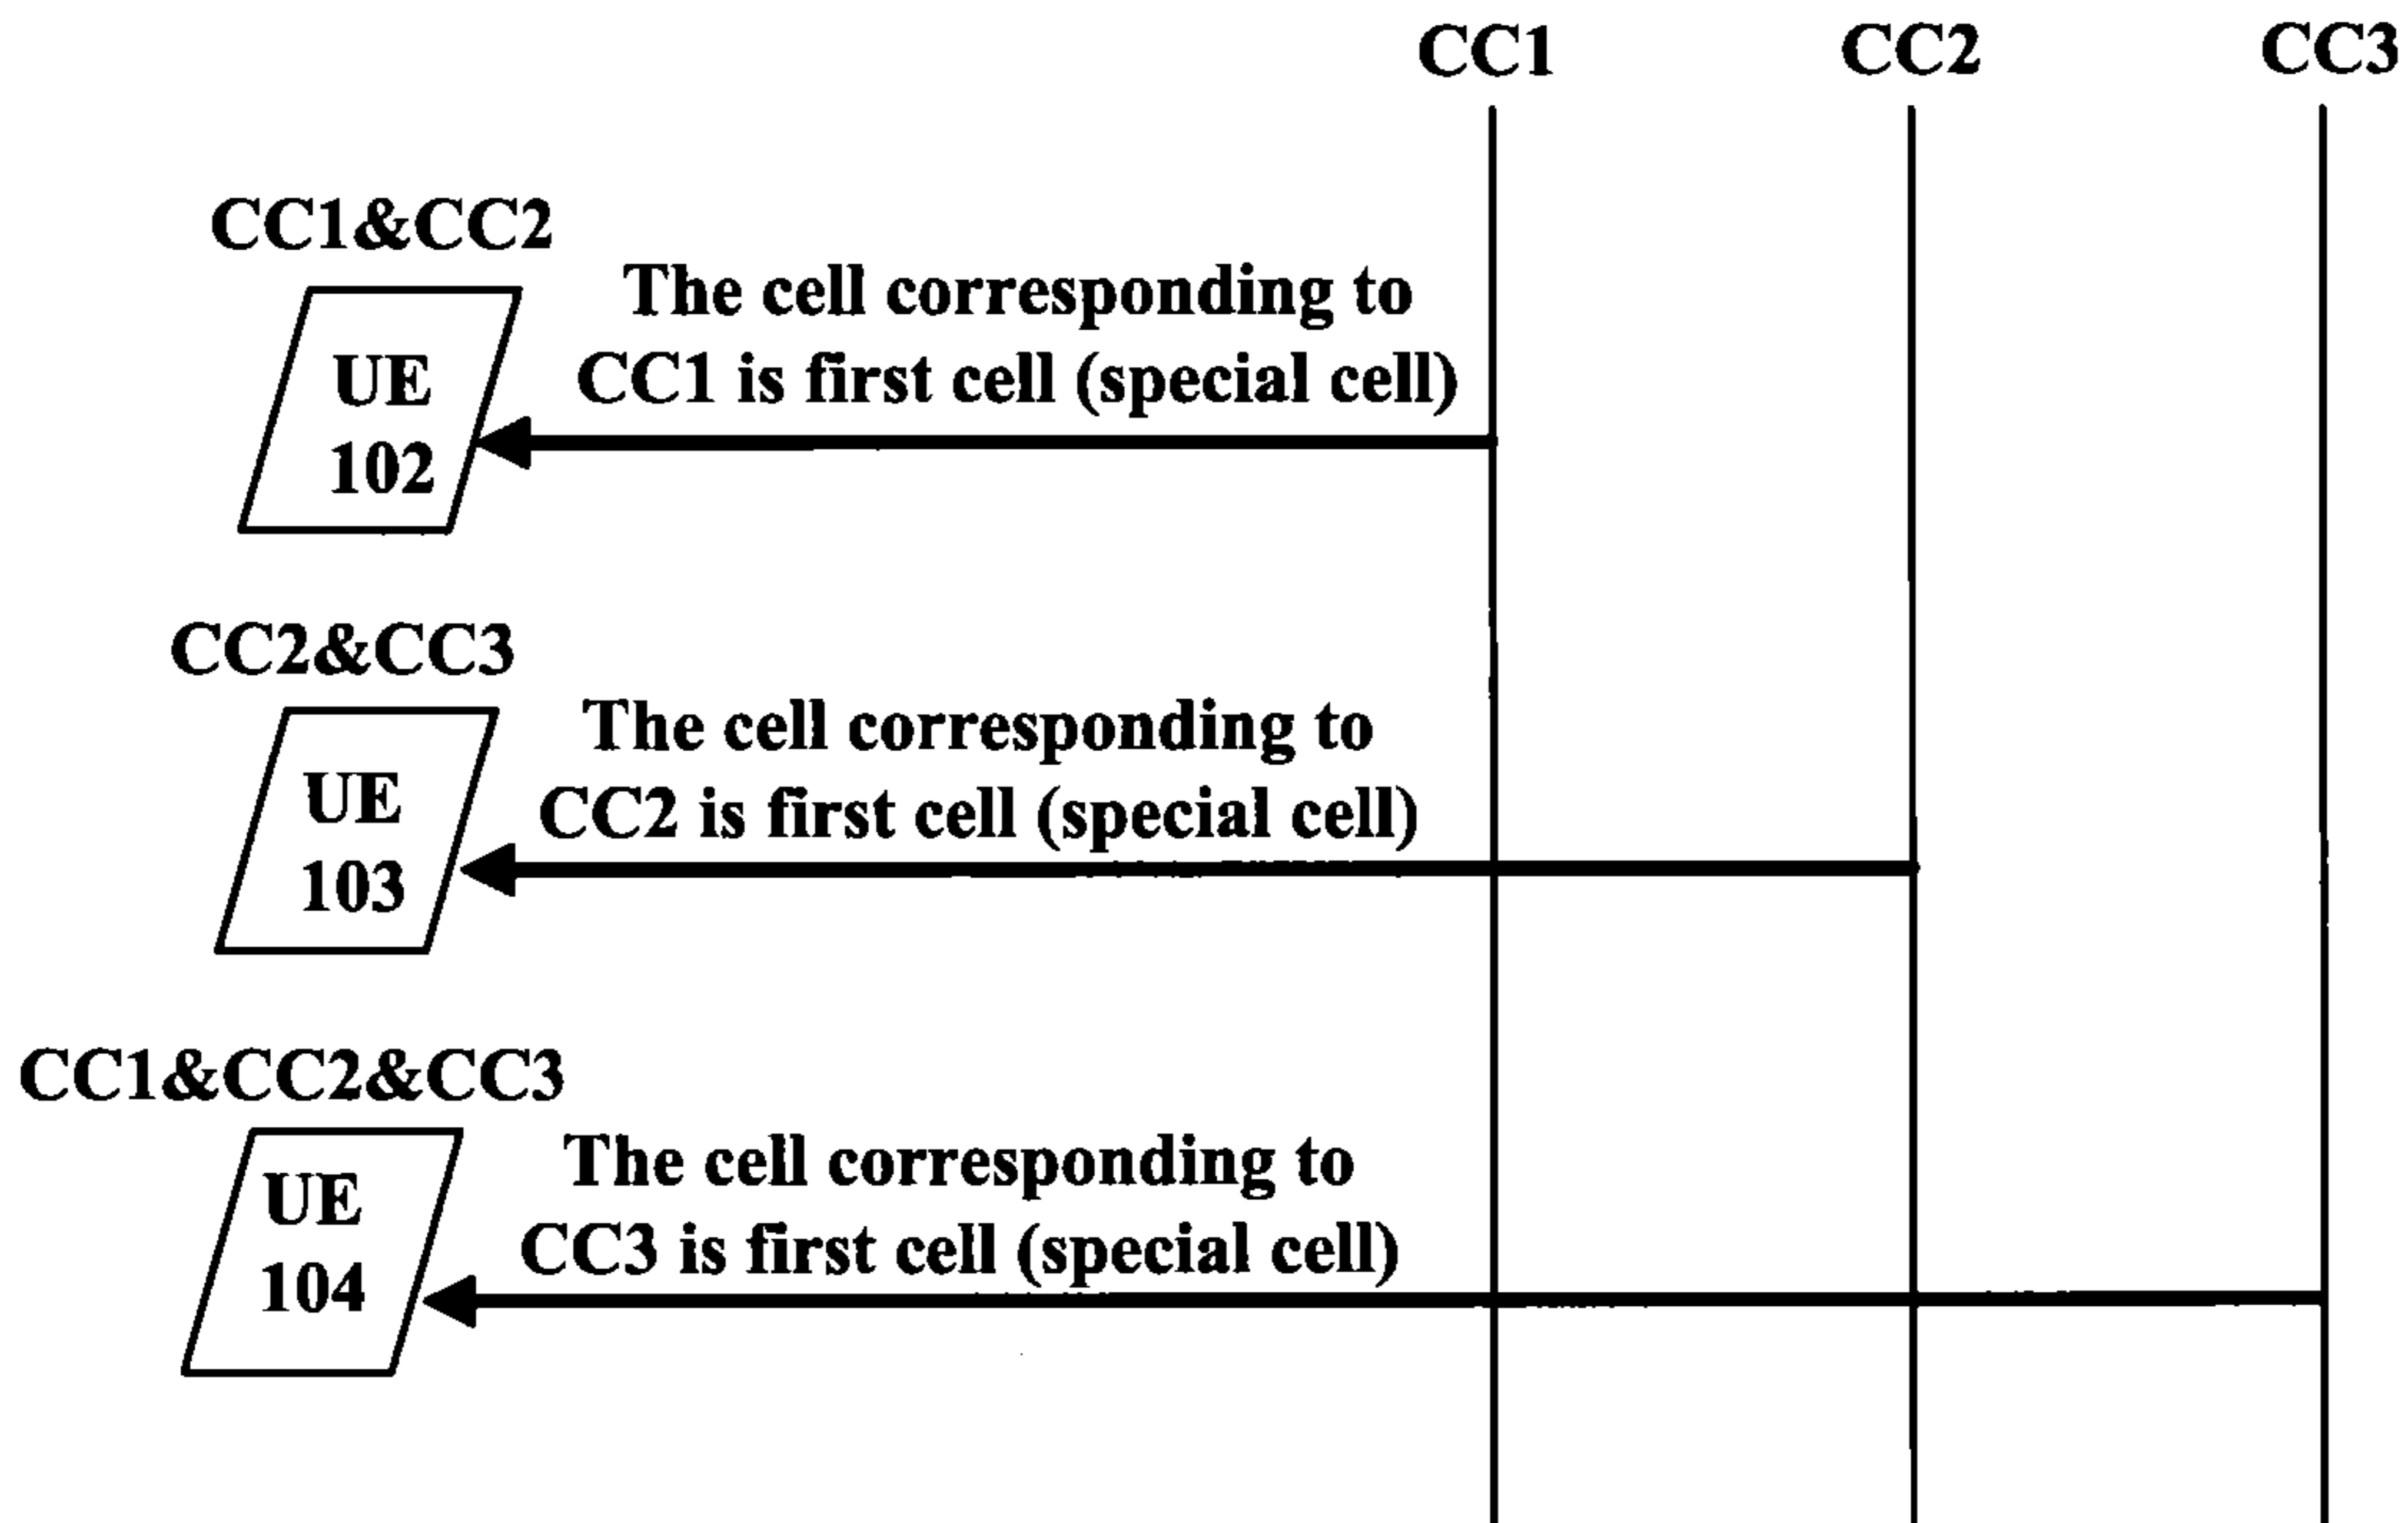 CC1 CC2 CC3
CC1&CC2
The cell corresponding to
CC1 is first cell (special cell)
UE
102
CC2&CC3
The cell corresponding to
CC2 is first cell (special cell)
UE
103
CC1&CC2&CC3
The cell corresponding to
CC3 is first cell (special cell)
UE
104